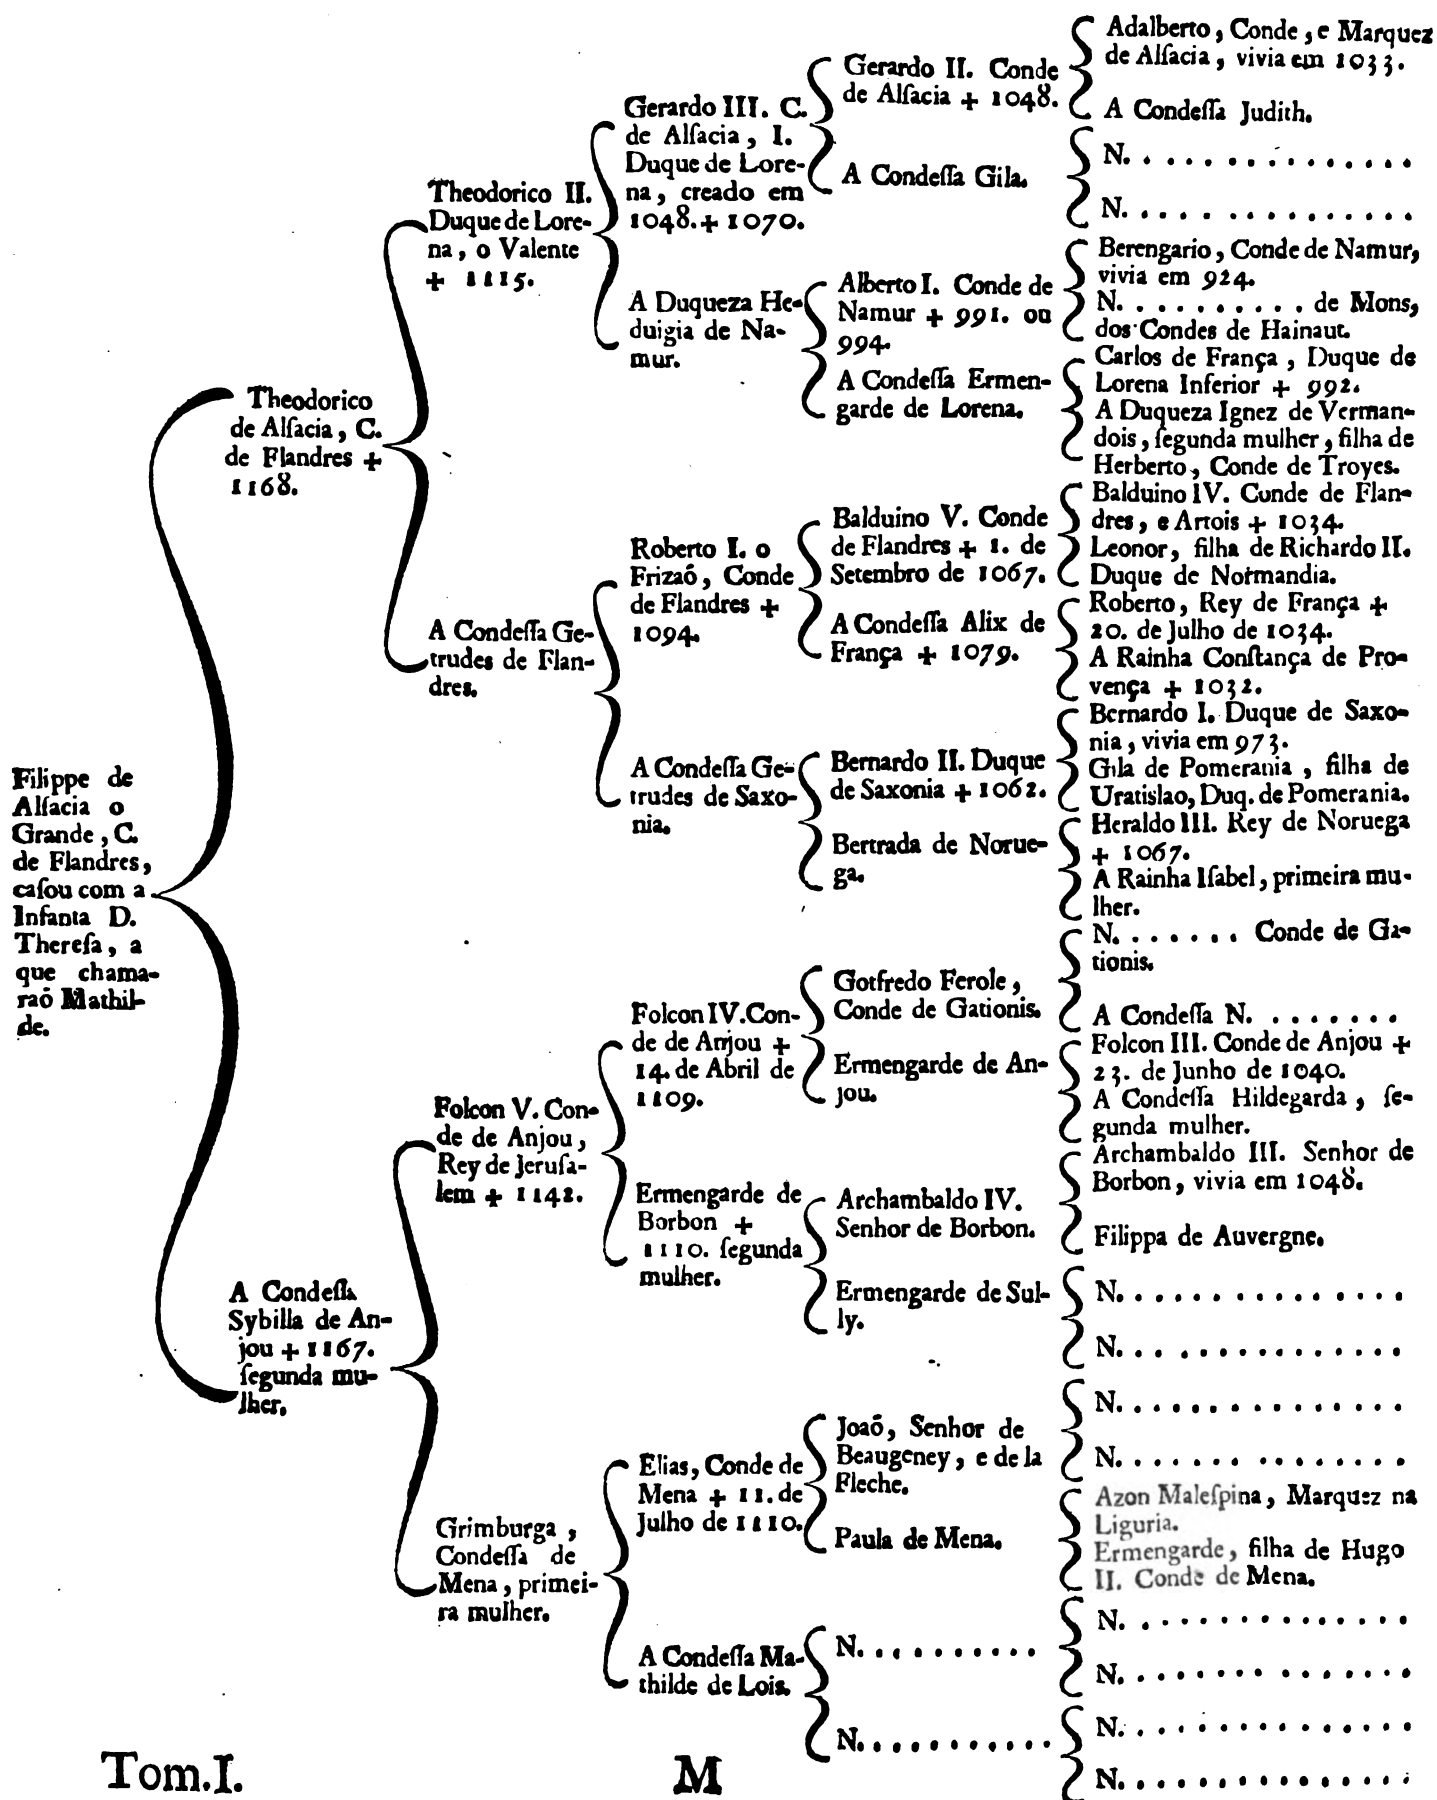 Filippe de
Alſacia o
Grande, C.
de Flandres,
caſou com a
Infanta D.
Thereſa, a
que chama-
raõ Mathil-
de.
Theodorico
de Alſacia, C.
de Flandres +
1168.
A Condeſſa
Sybilla de An-
jou + 1167.
ſegunda mu-
lher.
Theodorico II.
Duque de Lore-
na, o Valente
+ 1115.
A Condeſſa Ge-
trudes de Flan-
dres.
Folcon V. Con-
de de Anjou,
Rey de Jeruſa-
lem + 1142.
Grimburga,
Condeſſa de
Mena, primei-
ra mulher.
Gerardo III. C.
de Alſacia, I.
Duque de Lore-
na, creado em
1048. + 1070.
A Duqueza He-
duigia de Na-
mur.
Roberto I. o
Frizaõ, Conde
de Flandres +
1094.
A Condeſſa Ge-
trudes de Saxo-
nia.
Folcon IV. Con-
de de Anjou +
14. de Abril de
1109.
Ermengarde de
Borbon +
1110. ſegunda
mulher.
Elias, Conde de
Mena + 11. de
Julho de 1110.
A Condeſſa Ma-
thilde de Lois.
Gerardo II. Conde
de Alſacia + 1048.
A Condeſſa Gila.
Alberto I. Conde de
Namur + 991. ou
994.
A Condeſſa Ermen-
garde de Lorena.
Balduino V. Conde
de Flandres + 1. de
Setembro de 1067.
A Condeſſa Alix de
França + 1079.
Bernardo II. Duque
de Saxonia + 1062.
Bertrada de Norue-
ga.
Gotfredo Ferole,
Conde de Gationis.
Ermengarde de An-
jou.
Archambaldo IV.
Senhor de Borbon.
Ermengarde de Sul-
ly.
Joaõ, Senhor de
Beaugeney, e de la
Fleche.
Paula de Mena.
N. . . . . . . . . . .
N. . . . . . . . . . . .
Adalberto, Conde, e Marquez
de Alſacia, vivia em 1033.
A Condeſſa Judith.
N. . . . . . . . . . . . . . .
N. . . . . . . . . . . . . . .
Berengario, Conde de Namur,
vivia em 924.
N. . . . . . . . . . de Mons,
dos Condes de Hainaut.
Carlos de França, Duque de
Lorena Inferior + 992.
A Duqueza Ignez de Verman-
dois, ſegunda mulher, filha de
Herberto, Conde de Troyes.
Balduino IV. Conde de Flan-
dres, e Artois + 1034.
Leonor, filha de Richardo II.
Duque de Normandia.
Roberto, Rey de França +
20. de Julho de 1034.
A Rainha Conſtança de Pro-
vença + 1032.
Bernardo I. Duque de Saxo-
nia, vivia em 973.
Gila de Pomerania, filha de
Uratislao, Duq. de Pomerania.
Heraldo III. Rey de Noruega
+ 1067.
A Rainha Iſabel, primeira mu-
lher.
N. . . . . . . Conde de Ga-
tionis.
A Condeſſa N. . . . . . . .
Folcon III. Conde de Anjou +
23. de Junho de 1040.
A Condeſſa Hildegarda, ſe-
gunda mulher.
Archambaldo III. Senhor de
Borbon, vivia em 1048.
Filippa de Auvergne.
N. . . . . . . . . . . . . . .
N. . . . . . . . . . . . . . .
N. . . . . . . . . . . . . . .
N. . . . . . . . . . . . . . .
Azon Maleſpina, Marquez na
Liguria.
Ermengarde, filha de Hugo
II. Conde de Mena.
N. . . . . . . . . . . . . . .
N. . . . . . . . . . . . . . .
N. . . . . . . . . . . . . . .
N. . . . . . . . . . . . . . .
Tom. I.
M